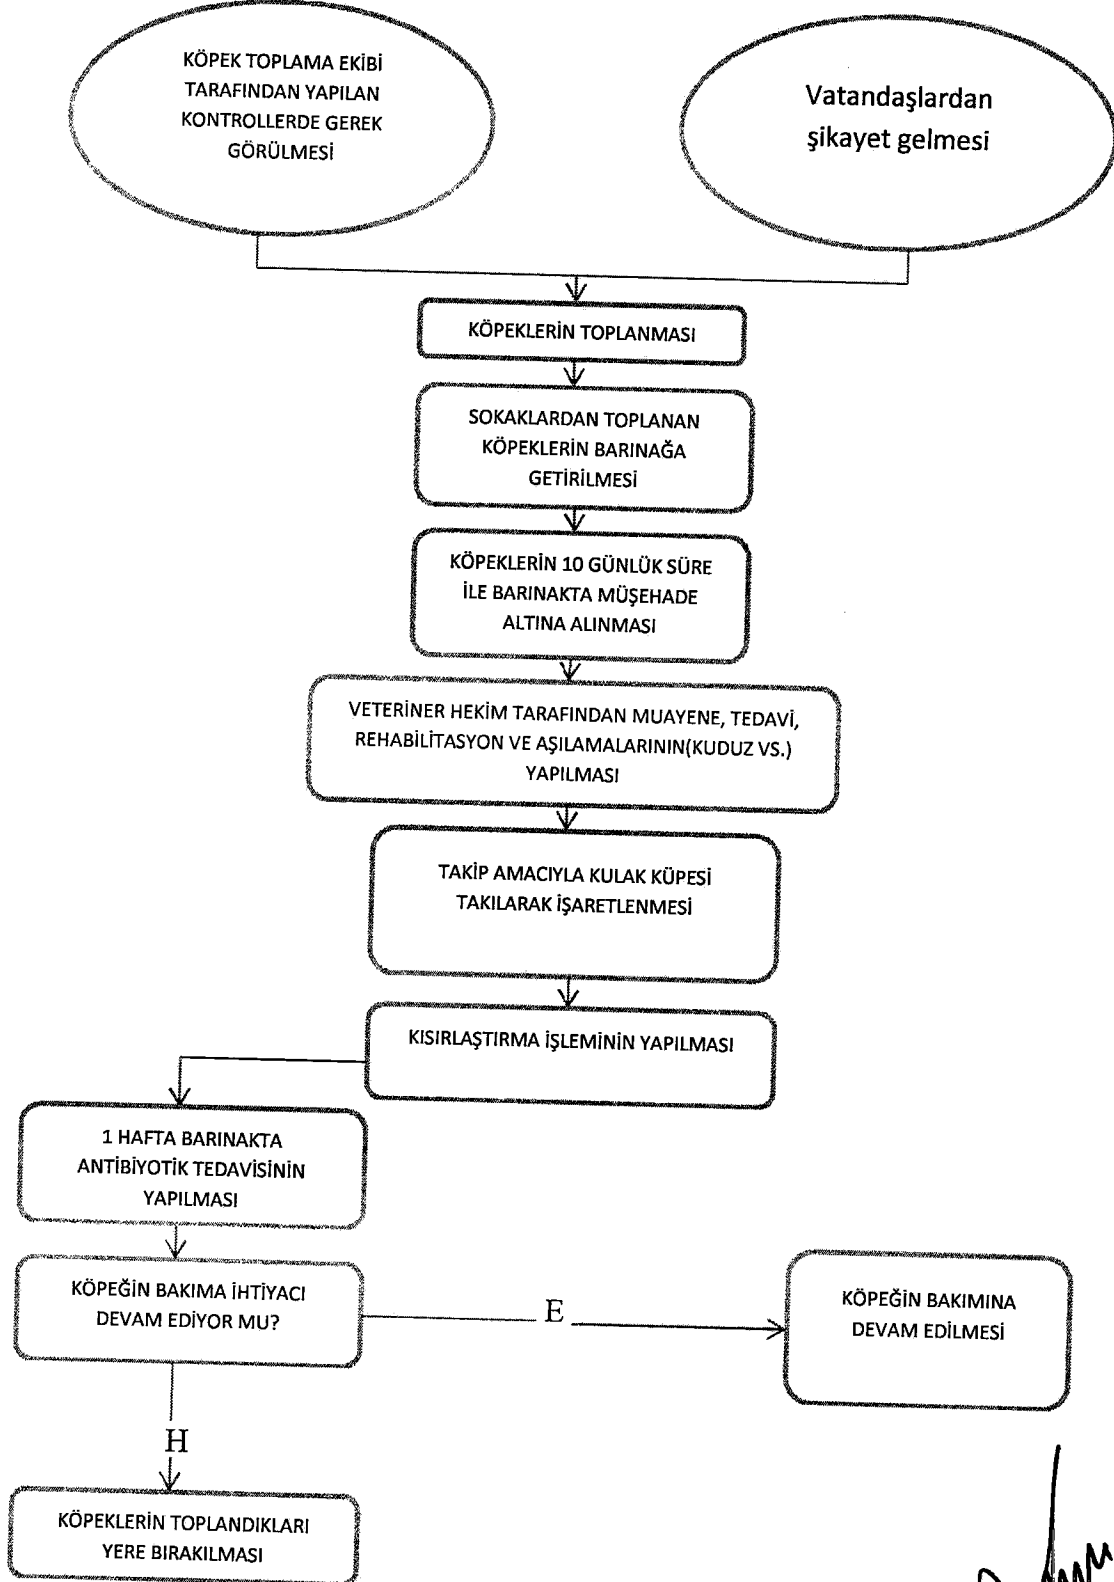 KÖPEK TOPLAMA EKİBİ
TARAFINDAN YAPILAN
KONTROLLERDE GEREK
GÖRÜLMESİ
Vatandaşlardan
şikayet gelmesi
KÖPEKLERİN TOPLANMASI
SOKAKLARDAN TOPLANAN
KÖPEKLERİN BARINAĞA
GETİRİLMESİ
KÖPEKLERİN 10 GÜNLÜK SÜRE
İLE BARINAKTA MÜŞEHADE
ALTINA ALINMASI
VETERİNER HEKİM TARAFINDAN MUAYENE, TEDAVİ,
REHABİLİTASYON VE AŞILAMALARININ(KUDUZ VS.)
YAPILMASI
TAKİP AMACIYLA KULAK KÜPESİ
TAKILARAK İŞARETLENMESİ
KISIRLAŞTIRMA İŞLEMİNİN YAPILMASI
1 HAFTA BARINAKTA
ANTİBİYOTİK TEDAVİSİNİN
YAPILMASI
KÖPEĞİN BAKIMA İHTİYACI
DEVAM EDİYOR MU?
E
KÖPEĞİN BAKIMINA
DEVAM EDİLMESİ
H
KÖPEKLERİN TOPLANDIKLARI
YERE BIRAKILMASI